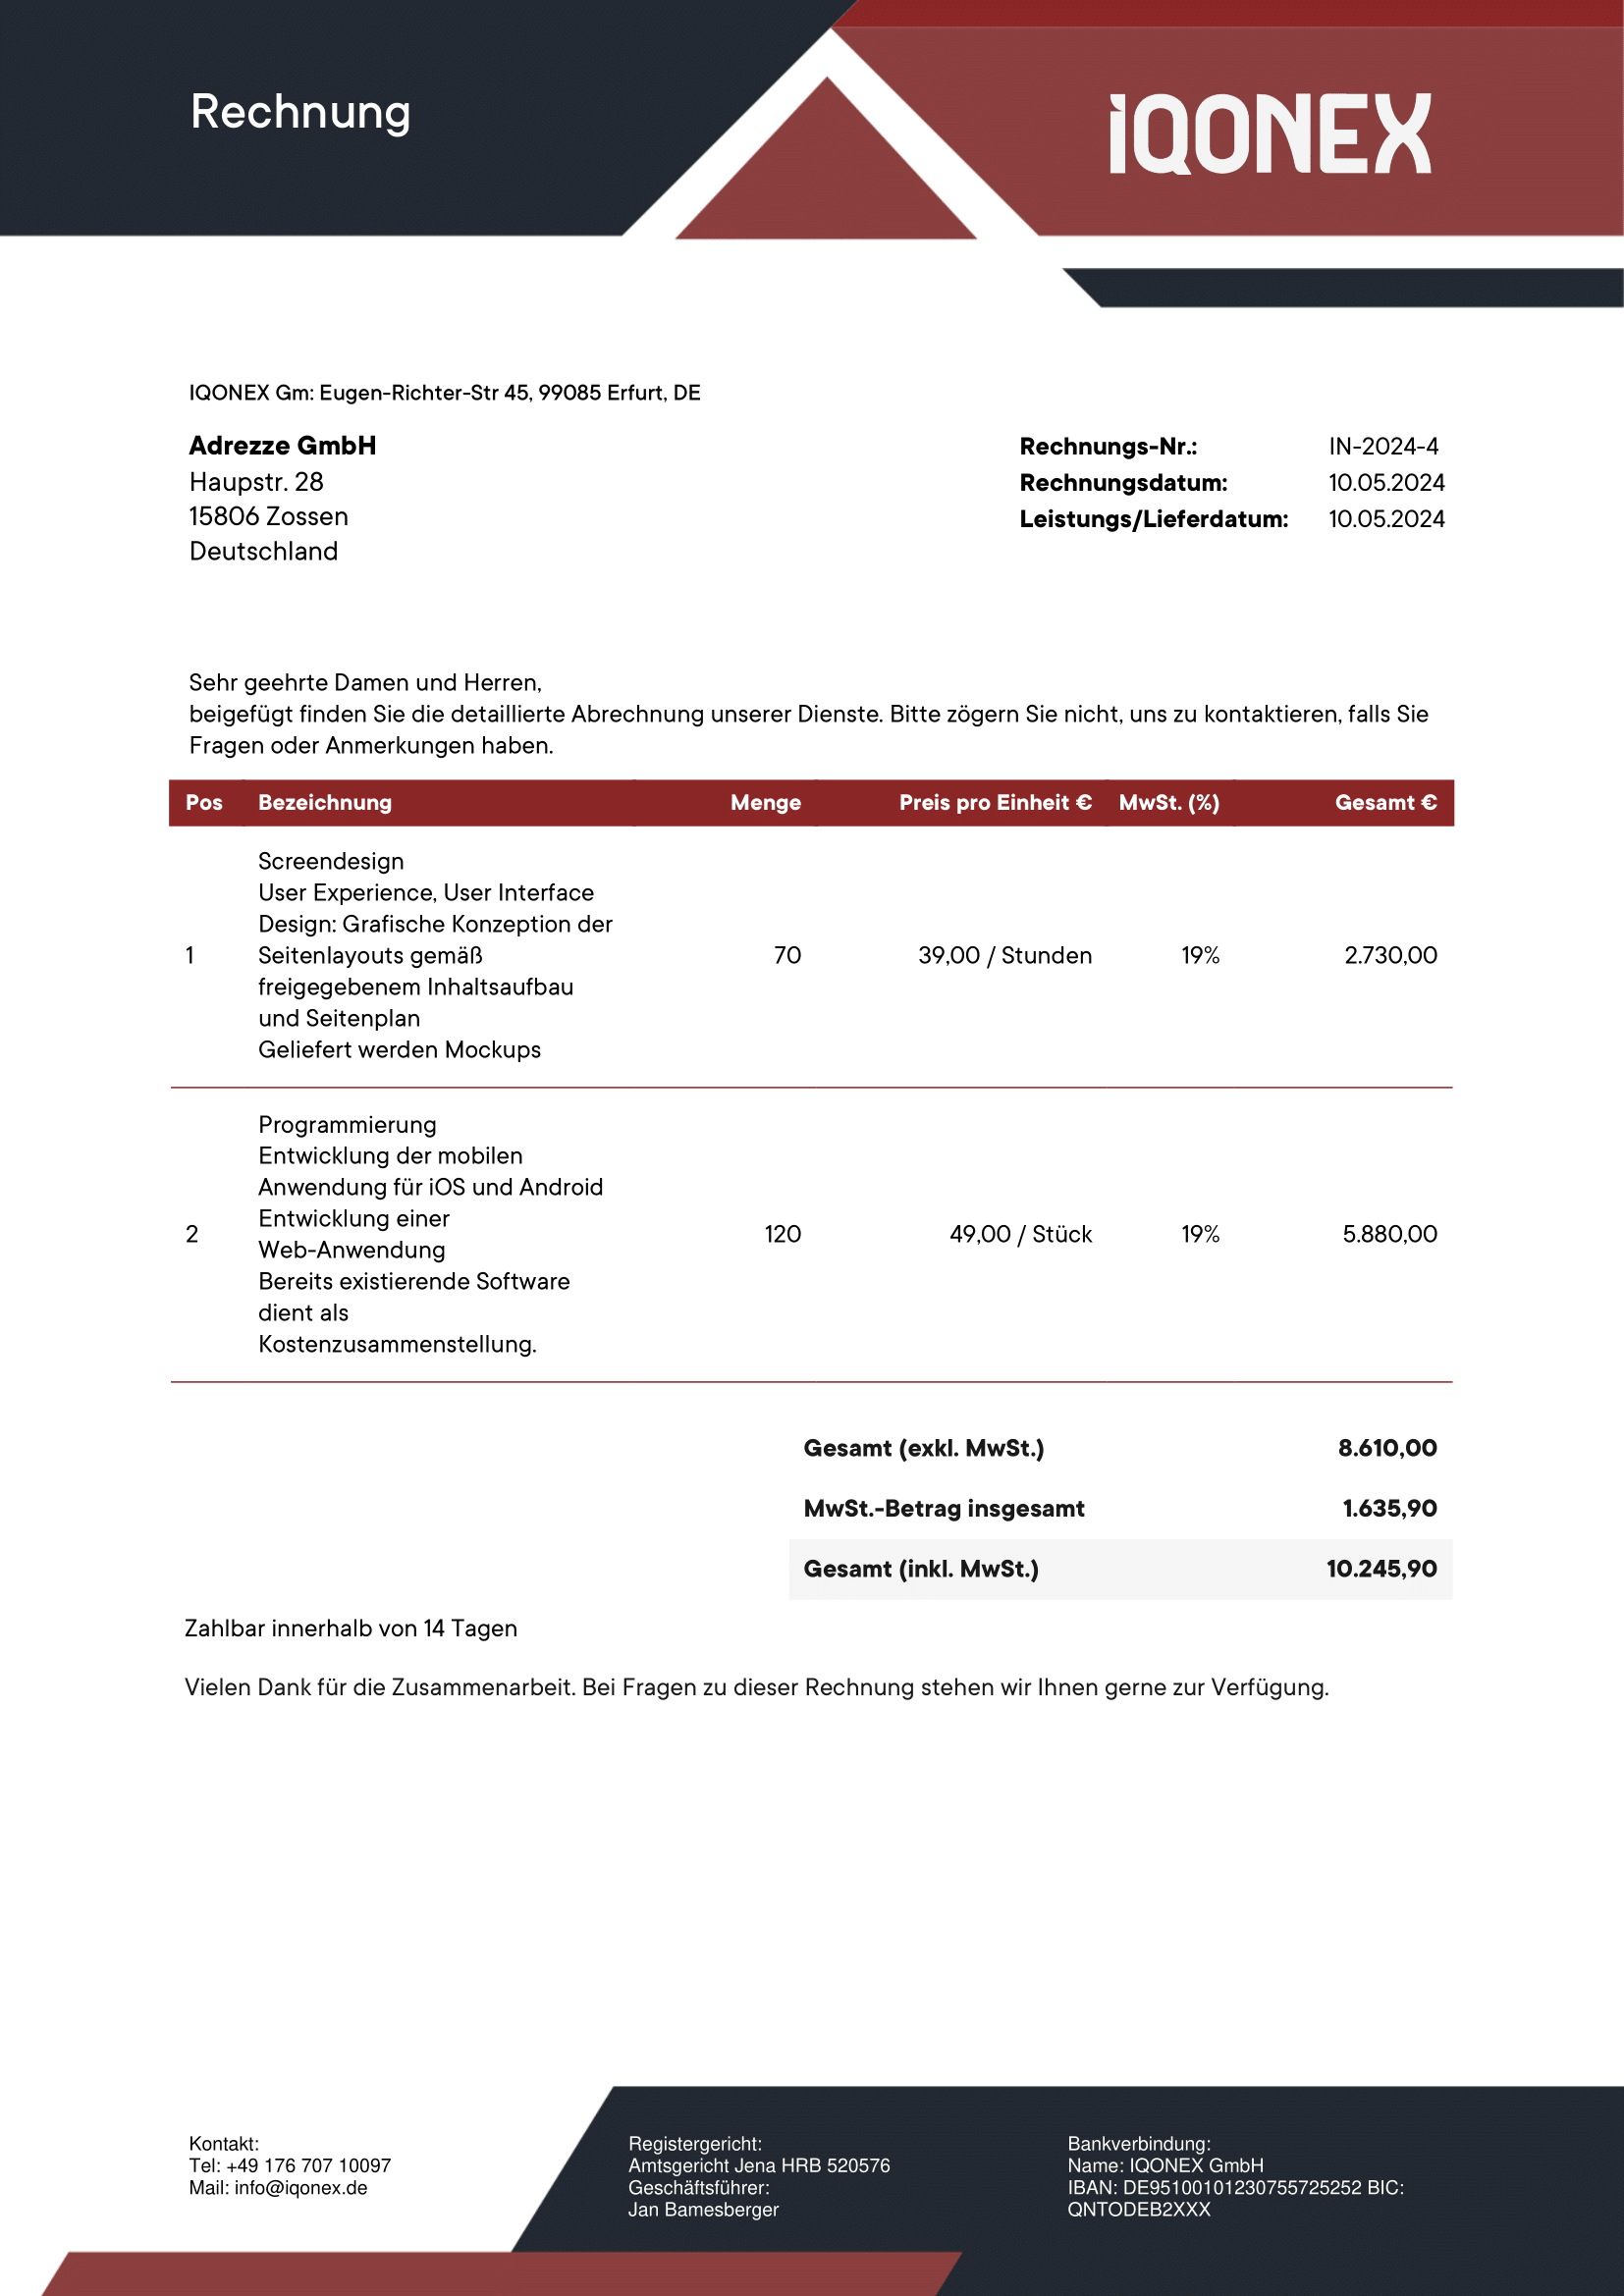 Rechnung
iQONEX
IQONEX Gm: Eugen-Richter-Str 45, 99085 Erfurt, DE
Adrezze GmbH
Haupstr. 28
15806 Zossen
Deutschland
Rechnungs-Nr.: IN-2024-4
Rechnungsdatum: 10.05.2024
Leistungs/Lieferdatum: 10.05.2024
Sehr geehrte Damen und Herren,
beigefügt finden Sie die detaillierte Abrechnung unserer Dienste. Bitte zögern Sie nicht, uns zu kontaktieren, falls Sie
Fragen oder Anmerkungen haben.
Pos Bezeichnung Menge Preis pro Einheit € MwSt. (%) Gesamt €
Screendesign
User Experience, User Interface
Design: Grafische Konzeption der
1 Seitenlayouts gemäß 70 39,00 / Stunden 19% 2.730,00
freigegebenem Inhaltsaufbau
und Seitenplan
Geliefert werden Mockups
Programmierung
Entwicklung der mobilen
Anwendung für iOS und Android
Entwicklung einer
2 120 49,00 / Stück 19% 5.880,00
Web-Anwendung
Bereits existierende Software
dient als
Kostenzusammenstellung.
Gesamt (exkl. MwSt.) 8.610,00
MwSt.-Betrag insgesamt 1.635,90
Gesamt (inkl. MwSt.) 10.245,90
Zahlbar innerhalb von 14 Tagen
Vielen Dank für die Zusammenarbeit. Bei Fragen zu dieser Rechnung stehen wir Ihnen gerne zur Verfügung.
Kontakt:
Tel: +49 176 707 10097
Mail: info@iqonex.de
Registergericht:
Amtsgericht Jena HRB 520576
Geschäftsführer:
Jan Bamesberger
Bankverbindung:
Name: IQONEX GmbH
IBAN: DE95100101230755725252 BIC:
QNTODEB2XXX